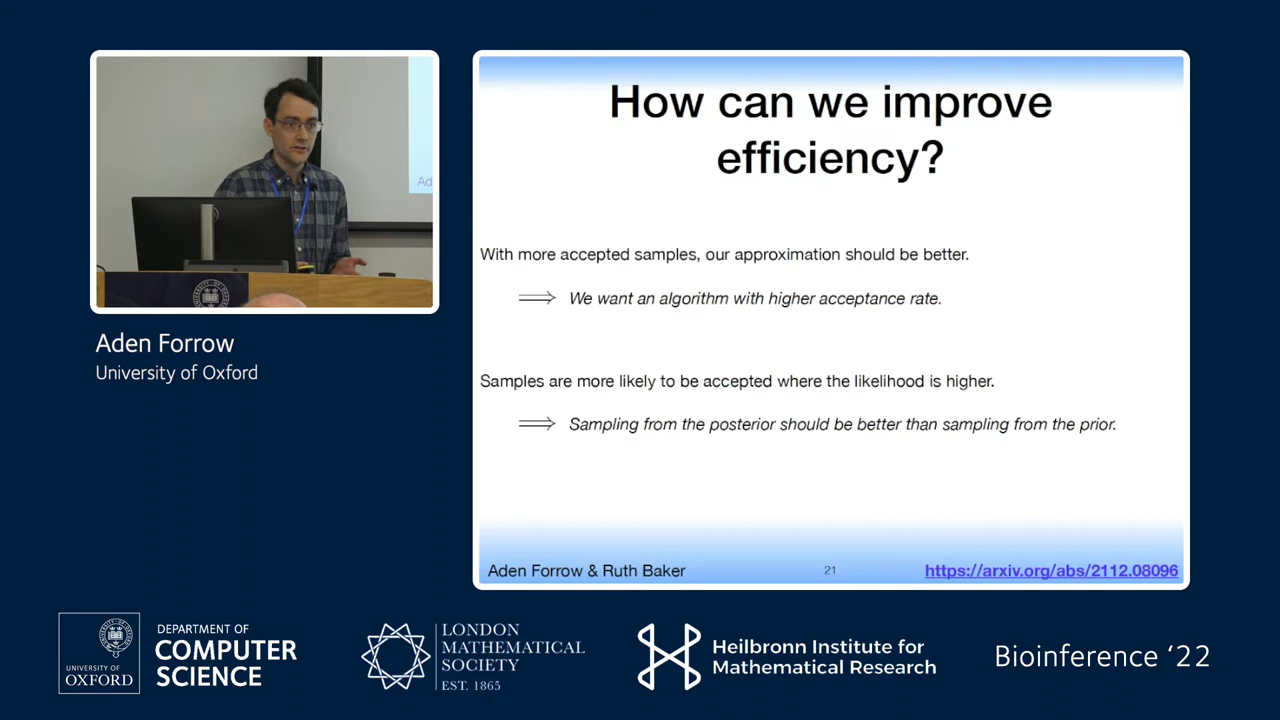 Ad
Aden Forrow
University of Oxford
How can we improve
efficiency?
With more accepted samples, our approximation should be better.
⟹ We want an algorithm with higher acceptance rate.
Samples are more likely to be accepted where the likelihood is higher.
⟹ Sampling from the posterior should be better than sampling from the prior.
Aden Forrow & Ruth Baker
21
https://arxiv.org/abs/2112.08096
UNIVERSITY OF
OXFORD
DEPARTMENT OF
COMPUTER
SCIENCE
LONDON
MATHEMATICAL
SOCIETY
EST. 1865
Heilbronn Institute for
Mathematical Research
Bioinference ‘22